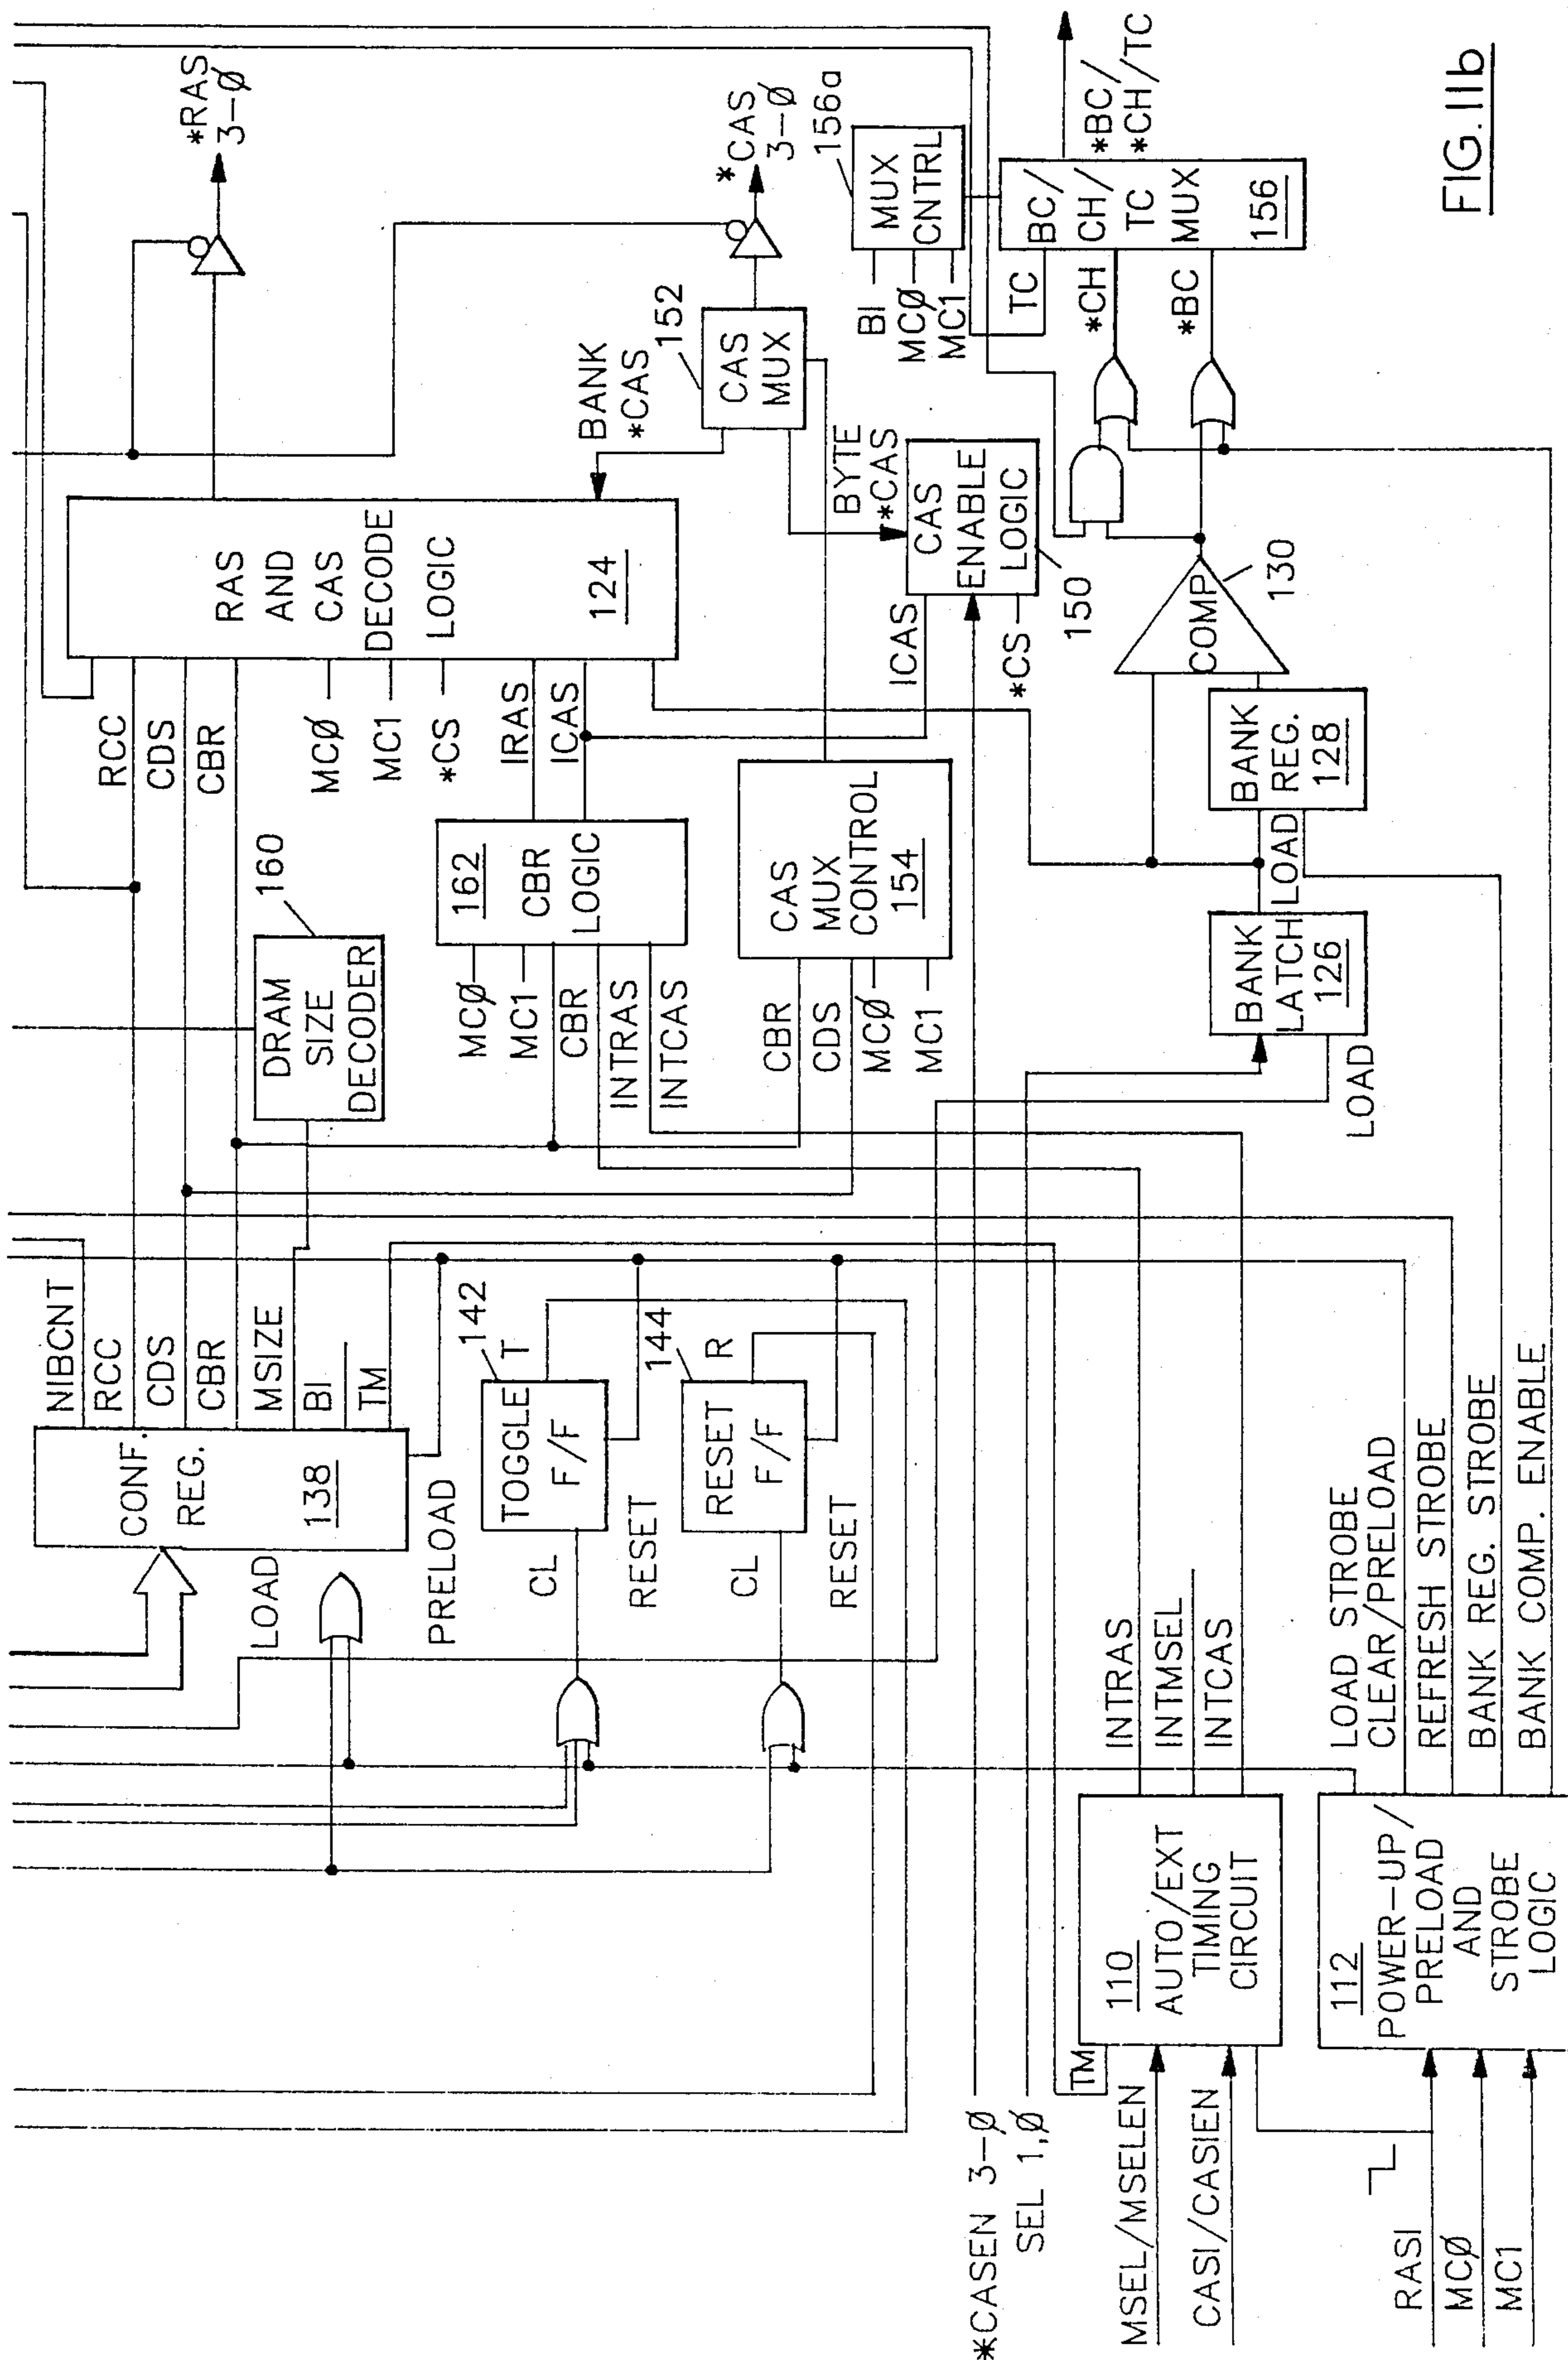 *RAS
3-Ø
*CAS
3-Ø
156a
MUX
CNTRL
BI
MCØ
MC1
BC/
CH/
TC
MUX
156
*BC/
*CH/TC
TC
*CH
*BC
152
CAS
MUX
BANK
*CAS
BYTE
*CAS
RAS
AND
CAS
DECODE
LOGIC
124
RCC
CDS
CBR
MCØ
MC1
*CS
IRAS
ICAS
CAS
ENABLE
LOGIC
150
ICAS
*CS
COMP
130
BANK
REG.
128
LOAD
BANK
LATCH
126
LOAD
160
DRAM
SIZE
DECODER
162
CBR
LOGIC
MCØ
MC1
CBR
INTRAS
INTCAS
CAS
MUX
CONTROL
154
CBR
CDS
MCØ
MC1
NIBCNT
RCC
CDS
CBR
MSIZE
BI
TM
CONF.
REG.
138
LOAD
PRELOAD
142
T
TOGGLE
F/F
CL
RESET
144
R
RESET
F/F
CL
RESET
INTRAS
INTMSEL
INTCAS
LOAD STROBE
CLEAR/PRELOAD
REFRESH STROBE
BANK REG. STROBE
BANK COMP. ENABLE
110
AUTO/EXT
TIMING
CIRCUIT
TM
112
POWER-UP/
PRELOAD
AND
STROBE
LOGIC
*CASEN 3-Ø
SEL 1,Ø
MSEL/MSELEN
CASI/CASIEN
RASI
MCØ
MC1
FIG. 11b